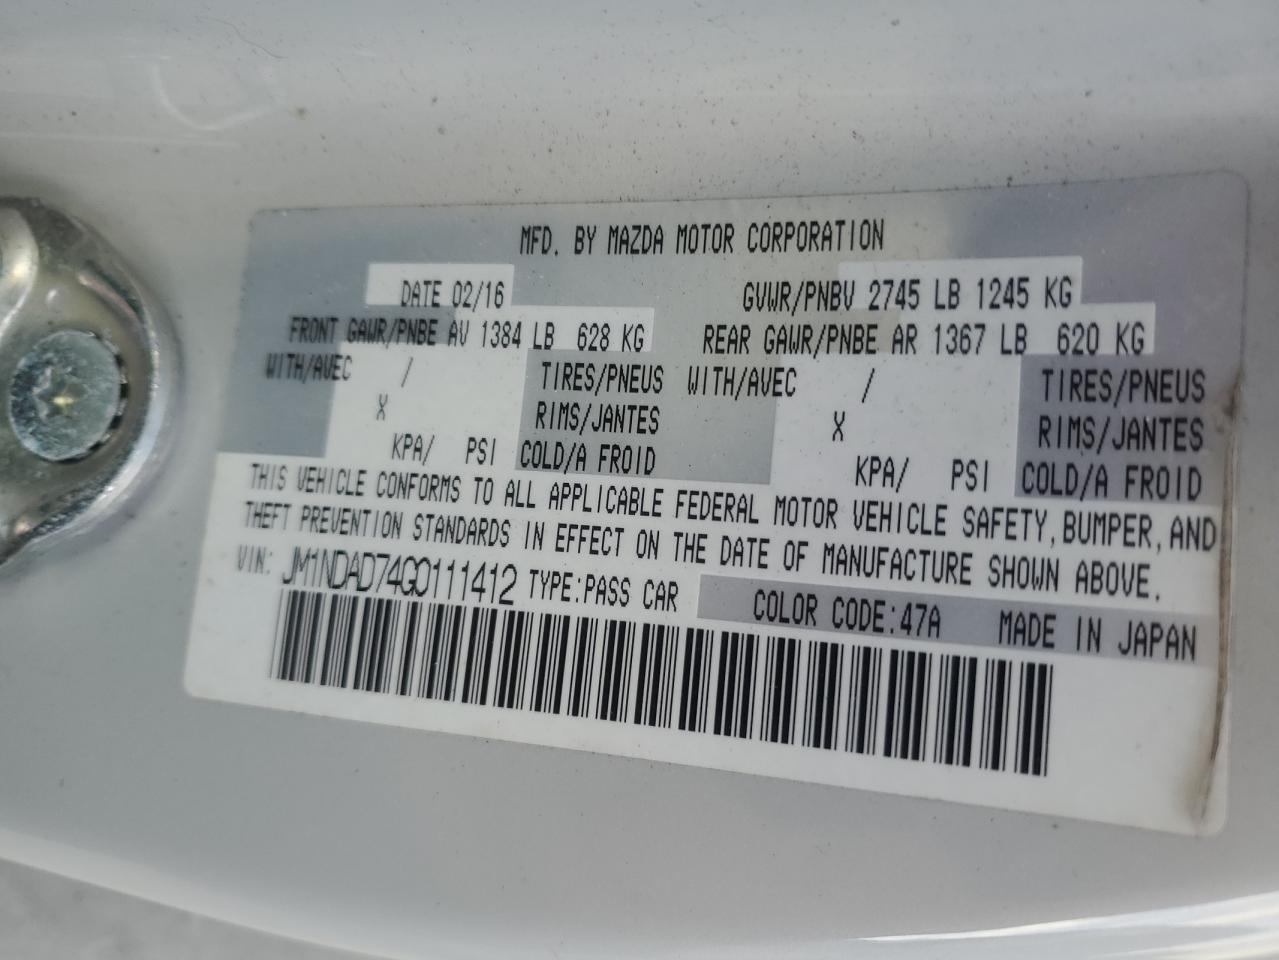 MFD. BY MAZDA MOTOR CORPORATION
DATE 02/16 GVWR/PNBV 2745 LB 1245 KG
FRONT GAWR/PNBE AV 1384 LB 628 KG REAR GAWR/PNBE AR 1367 LB 620 KG
WITH/AVEC / TIRES/PNEUS WITH/AVEC / TIRES/PNEUS
X RIMS/JANTES X RIMS/JANTES
KPA/ PSI COLD/A FROID KPA/ PSI COLD/A FROID
THIS VEHICLE CONFORMS TO ALL APPLICABLE FEDERAL MOTOR VEHICLE SAFETY, BUMPER, AND
THEFT PREVENTION STANDARDS IN EFFECT ON THE DATE OF MANUFACTURE SHOWN ABOVE.
VIN: JM1NDAD74G0111412 TYPE:PASS CAR COLOR CODE:47A MADE IN JAPAN